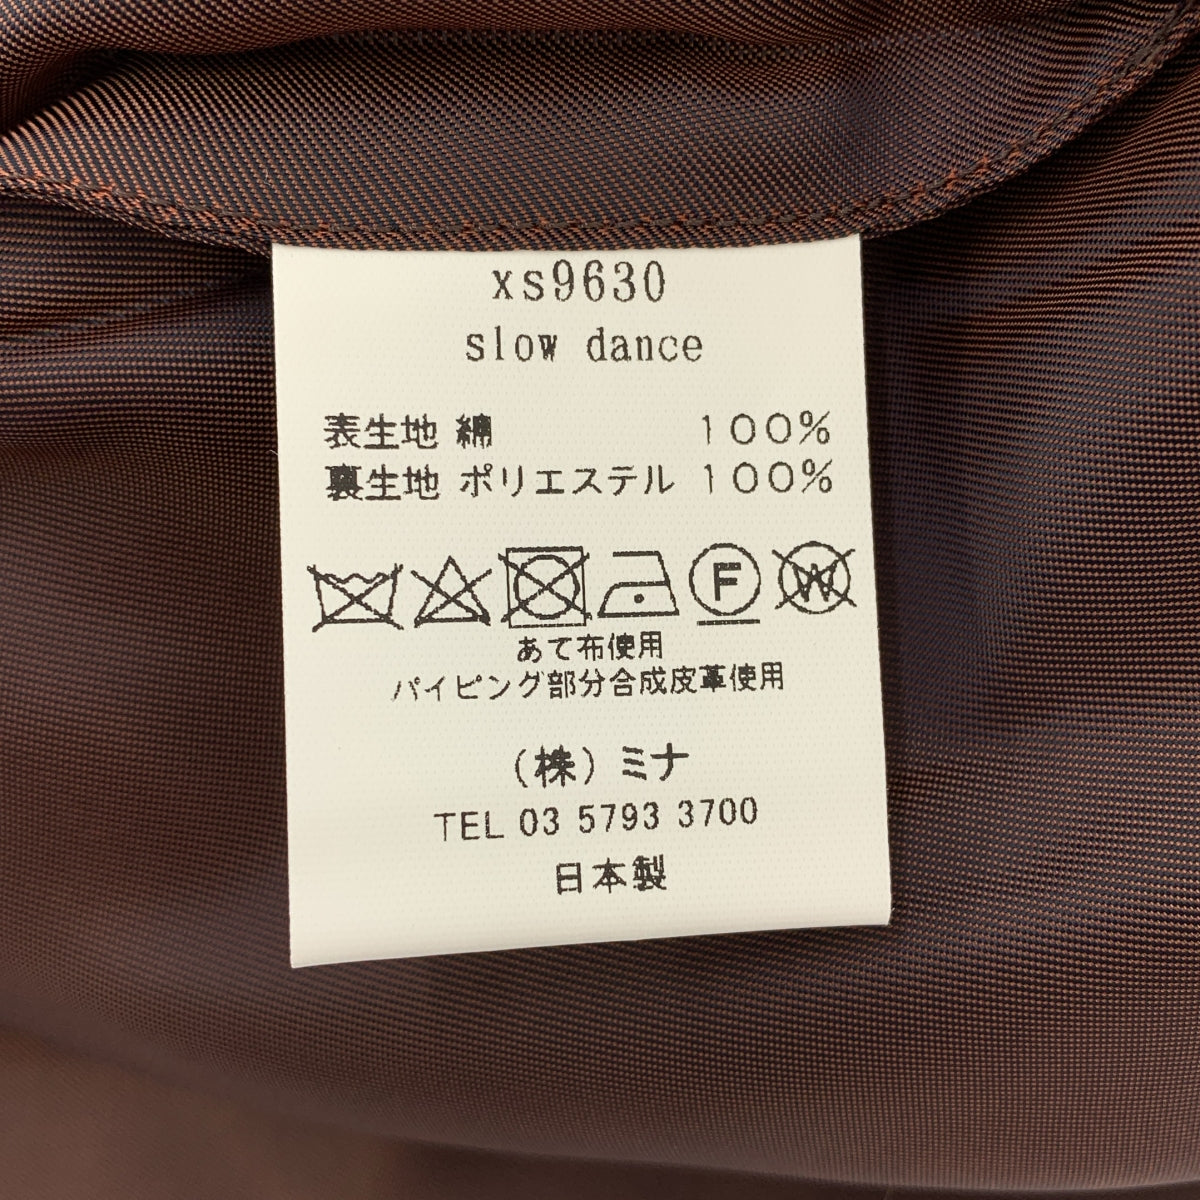 xs9630
slow dance
表生地 綿 100%
裏生地 ポリエステル 100%
F W
あて布使用
パイピング部分合成皮革使用
(株)ミナ
TEL 03 5793 3700
日本製